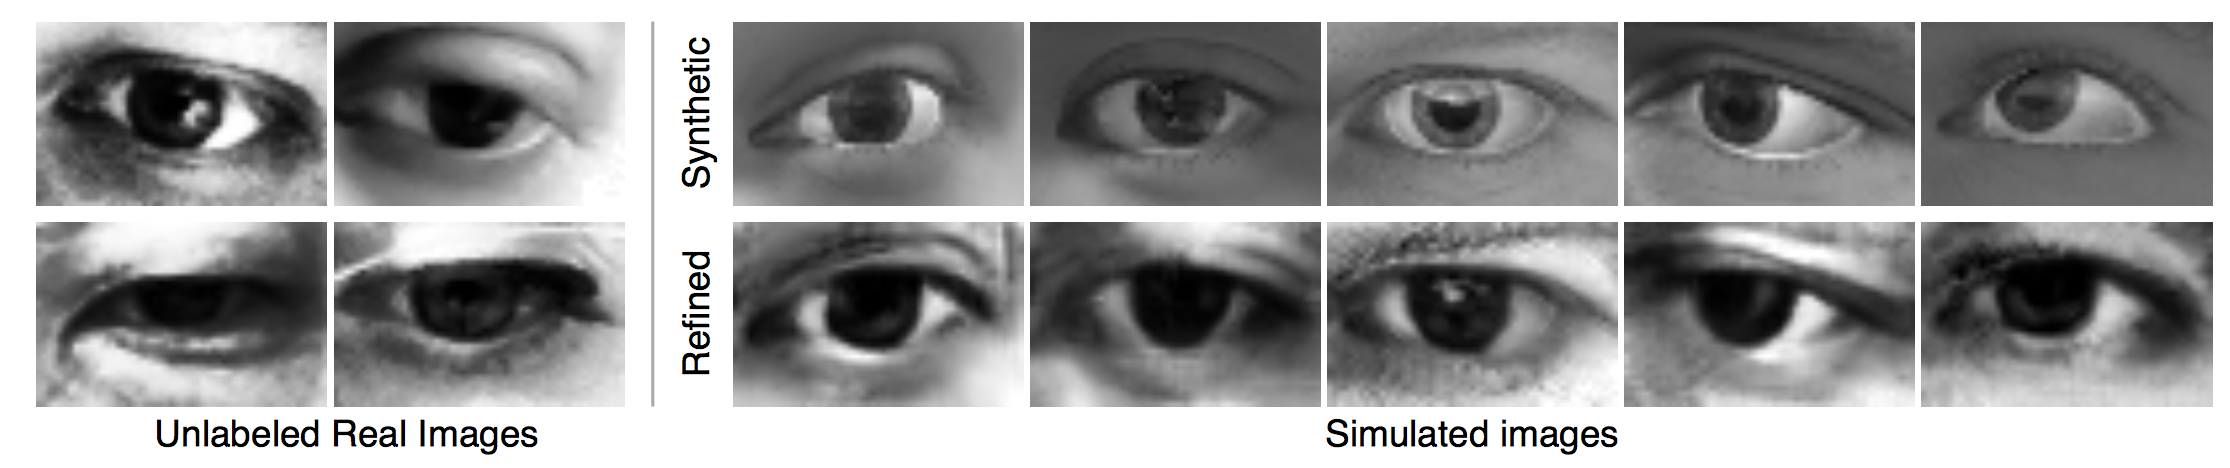 Synthetic
Refined
Unlabeled Real Images
Simulated images